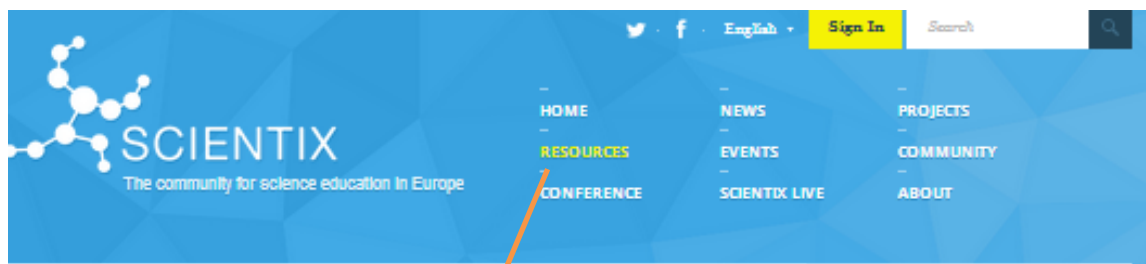 English Sign In Search
HOME NEWS PROJECTS
SCIENTIX
RESOURCES EVENTS COMMUNITY
The community for science education in Europe
CONFERENCE SCIENTIX LIVE ABOUT